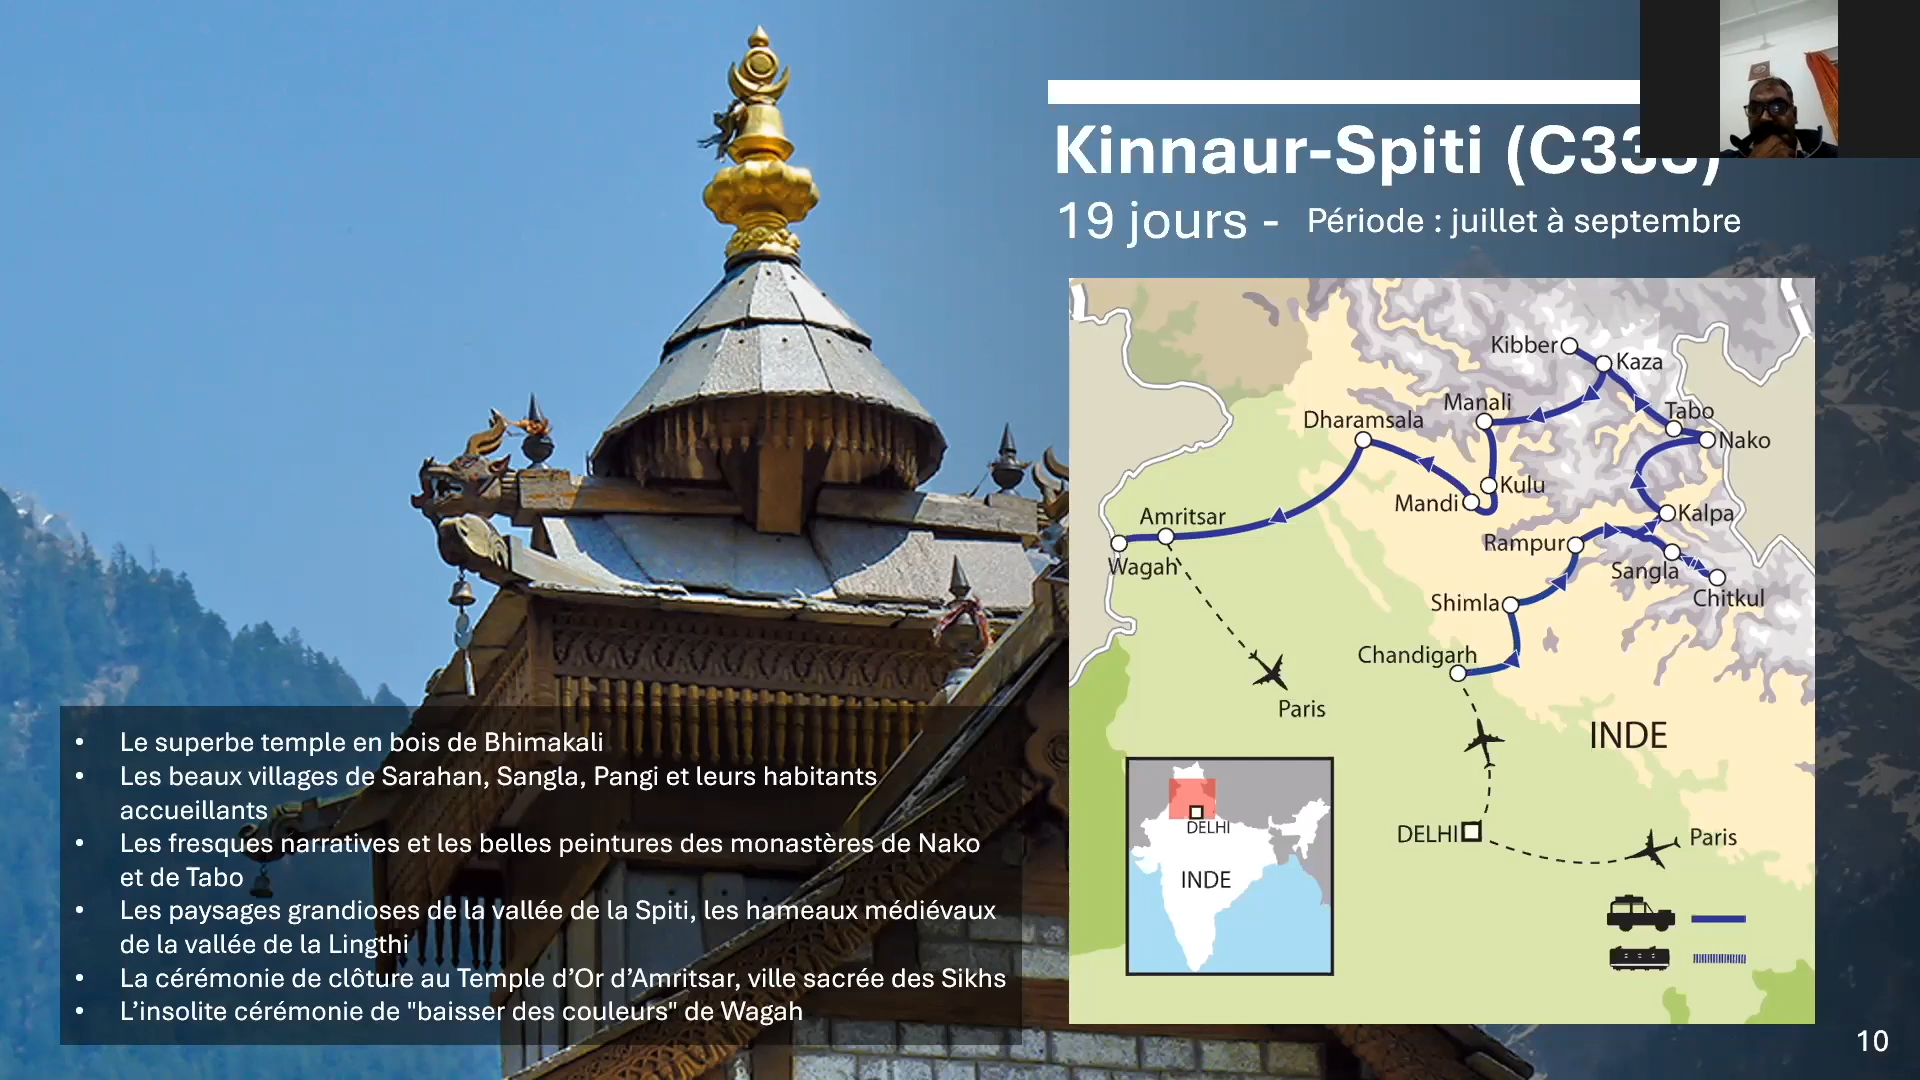 Kinnaur-Spiti
19 jours - Période : juillet à septembre
Kibber
Kaza
Manali
Tabo
Dharamsala
Nako
Kulu
Mandi
Amritsar
Kalpa
Rampur
Wagah
Sangla
Chitkul
Shimla
Chandigarh
Paris
INDE
DELHI
Paris
DELHI
INDE
• Le superbe temple en bois de Bhimakali
• Les beaux villages de Sarahan, Sangla, Pangi et leurs habitants
accueillants
• Les fresques narratives et les belles peintures des monastères de Nako
et de Tabo
• Les paysages grandioses de la vallée de la Spiti, les hameaux médiévaux
de la vallée de la Lingthi
• La cérémonie de clôture au Temple d’Or d’Amritsar, ville sacrée des Sikhs
• L’insolite cérémonie de "baisser des couleurs" de Wagah
10